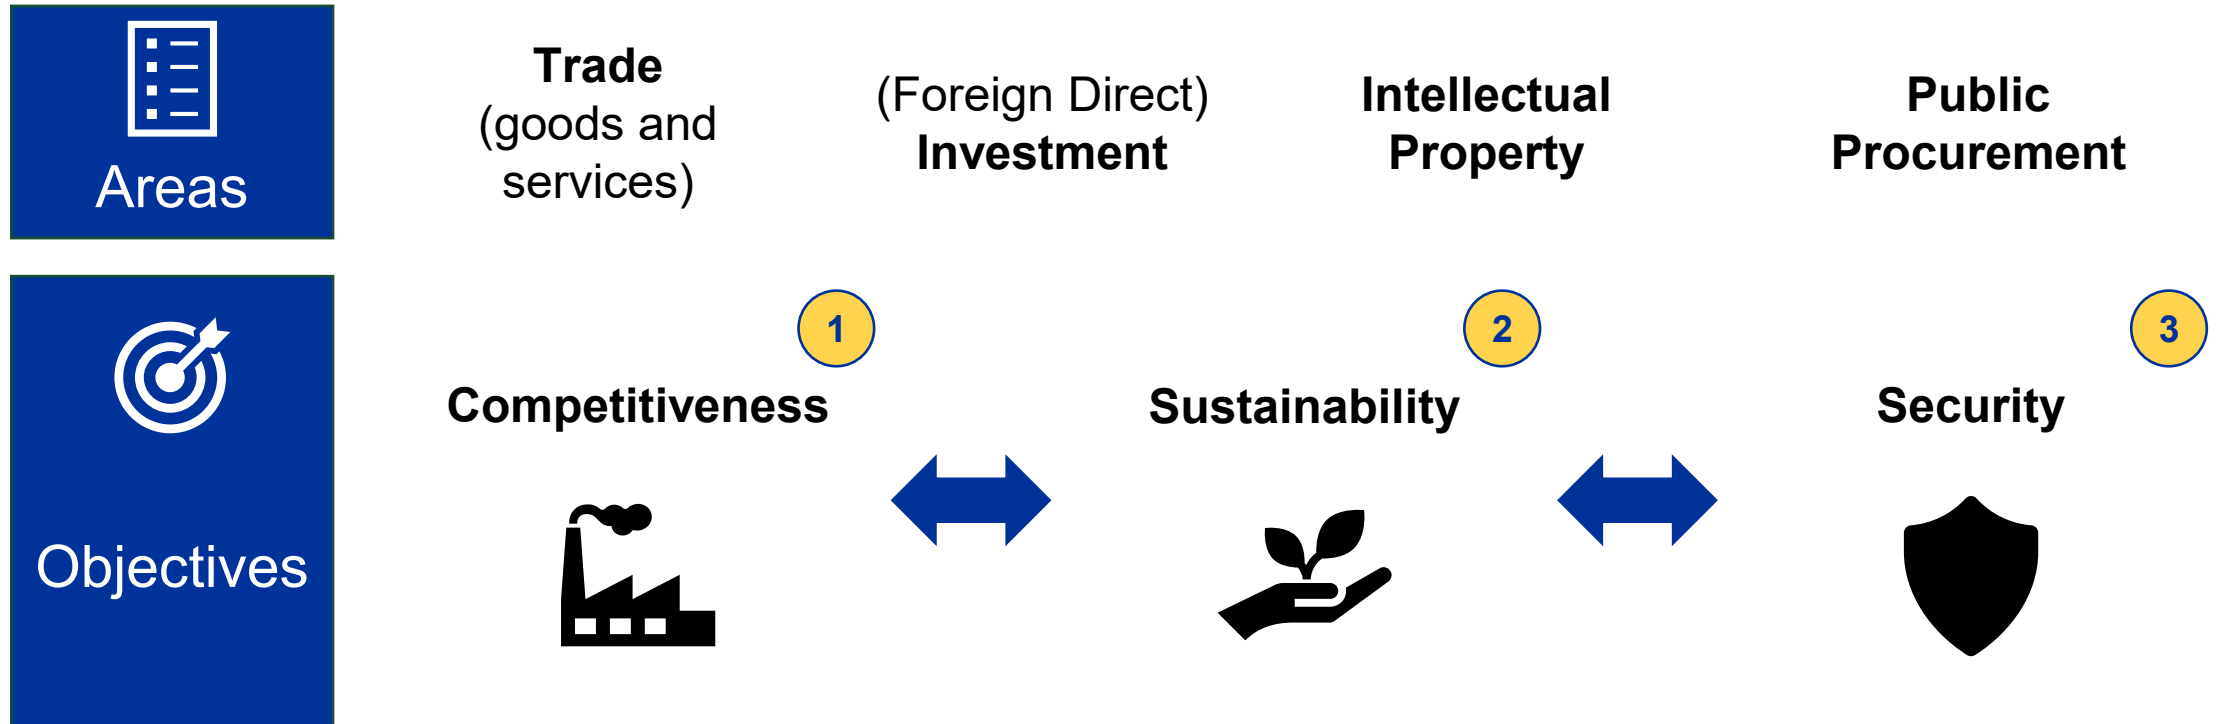 Areas
Trade
(goods and
services)
(Foreign Direct)
Investment
Intellectual
Property
Public
Procurement
Objectives
1
Competitiveness
2
Sustainability
3
Security